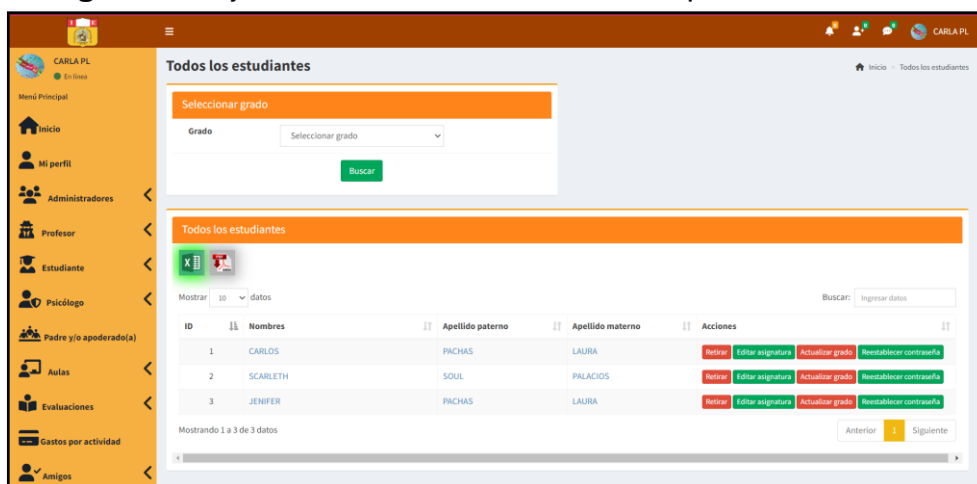 CARLA PL
CARLA PL
En línea
Todos los estudiantes
Inicio > Todos los estudiantes
Menú Principal
Seleccionar grado
Inicio
Grado
Seleccionar grado
Mi perfil
Buscar
Administradores
Profesor
Todos los estudiantes
Estudiante
Psicólogo
Mostrar 10 datos
Buscar: Ingresar datos
ID Nombres Apellido paterno Apellido materno Acciones
Padre y/o apoderado(a)
1 CARLOS PACHAS LAURA Retirar Editar asignatura Actualizar grado Reestablecer contraseña
Aulas
2 SCARLETH SOUL PALACIOS Retirar Editar asignatura Actualizar grado Reestablecer contraseña
Evaluaciones
3 JENIFER PACHAS LAURA Retirar Editar asignatura Actualizar grado Reestablecer contraseña
Mostrando 1 a 3 de 3 datos
Anterior 1 Siguiente
Gastos por actividad
Amigos